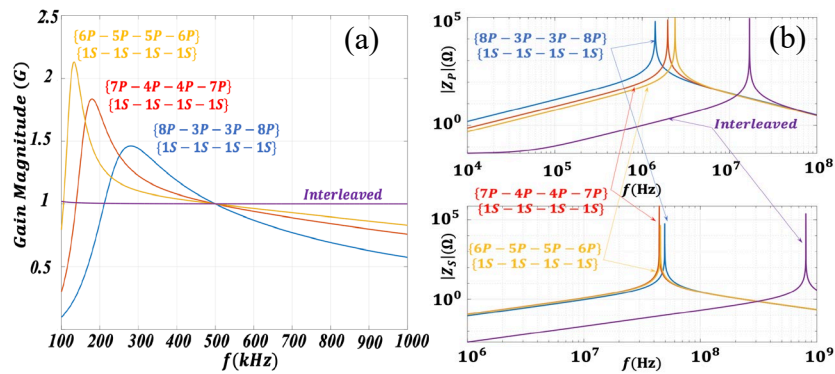 (a)
Gain Magnitude (G)
2.5
2
1.5
1
0.5
{6P − 5P − 5P − 6P}
{1S − 1S − 1S − 1S}
{7P − 4P − 4P − 7P}
{1S − 1S − 1S − 1S}
{8P − 3P − 3P − 8P}
{1S − 1S − 1S − 1S}
Interleaved
100 200 300 400 500 600 700 800 900 1000
f(kHz)
(b)
|Z_P|(Ω)
10^5
10^0
{8P − 3P − 3P − 8P}
{1S − 1S − 1S − 1S}
Interleaved
10^4 10^5 10^6 10^7 10^8
f(Hz)
{7P − 4P − 4P − 7P}
{1S − 1S − 1S − 1S}
{6P − 5P − 5P − 6P}
{1S − 1S − 1S − 1S}
|Z_S|(Ω)
10^5
10^0
10^6 10^7 10^8 10^9
f(Hz)